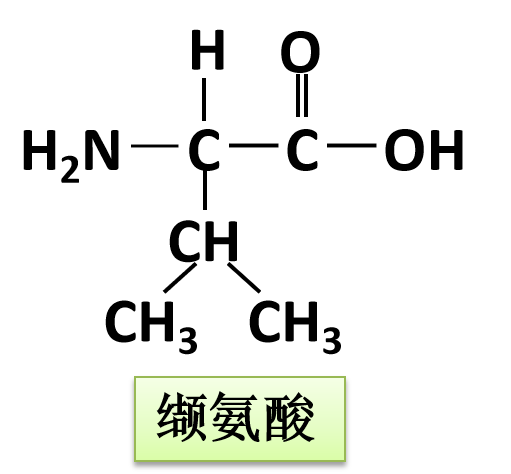 H O
H₂N C C OH
CH
CH₃ CH₃
缬氨酸